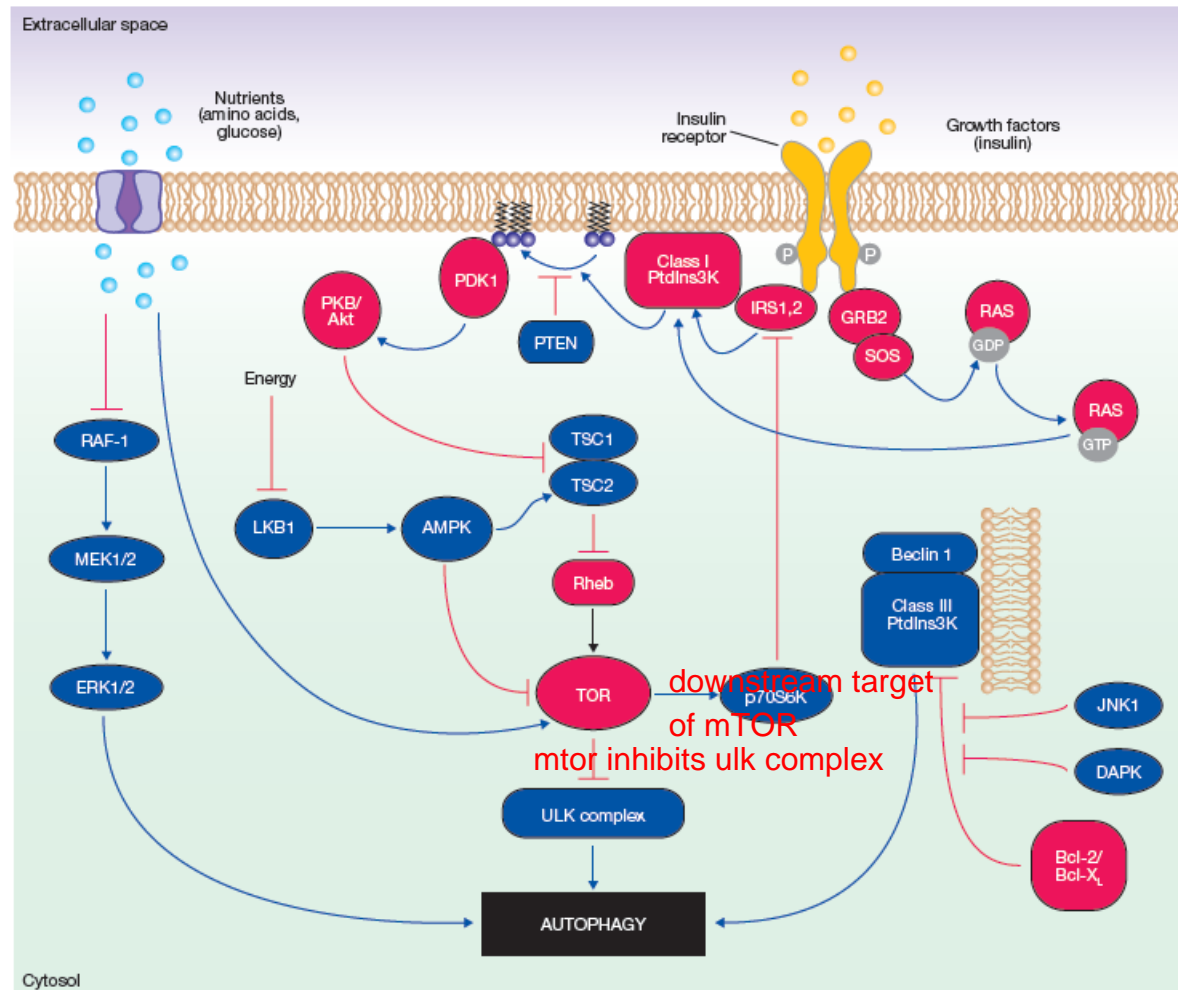 Extracellular space
Nutrients
(amino acids,
glucose)
Insulin
receptor
Growth factors
(insulin)
P
P
Class I
PtdIns3K
PDK1
IRS1,2
GRB2
SOS
RAS
GDP
PKB/
Akt
PTEN
Energy
RAS
GTP
RAF-1
TSC1
TSC2
LKB1
AMPK
MEK1/2
Beclin 1
Rheb
Class III
PtdIns3K
ERK1/2
TOR
p70S6K
downstream target
of mTOR
mtor inhibits ulk complex
JNK1
DAPK
ULK complex
Bcl-2/
Bcl-XL
AUTOPHAGY
Cytosol